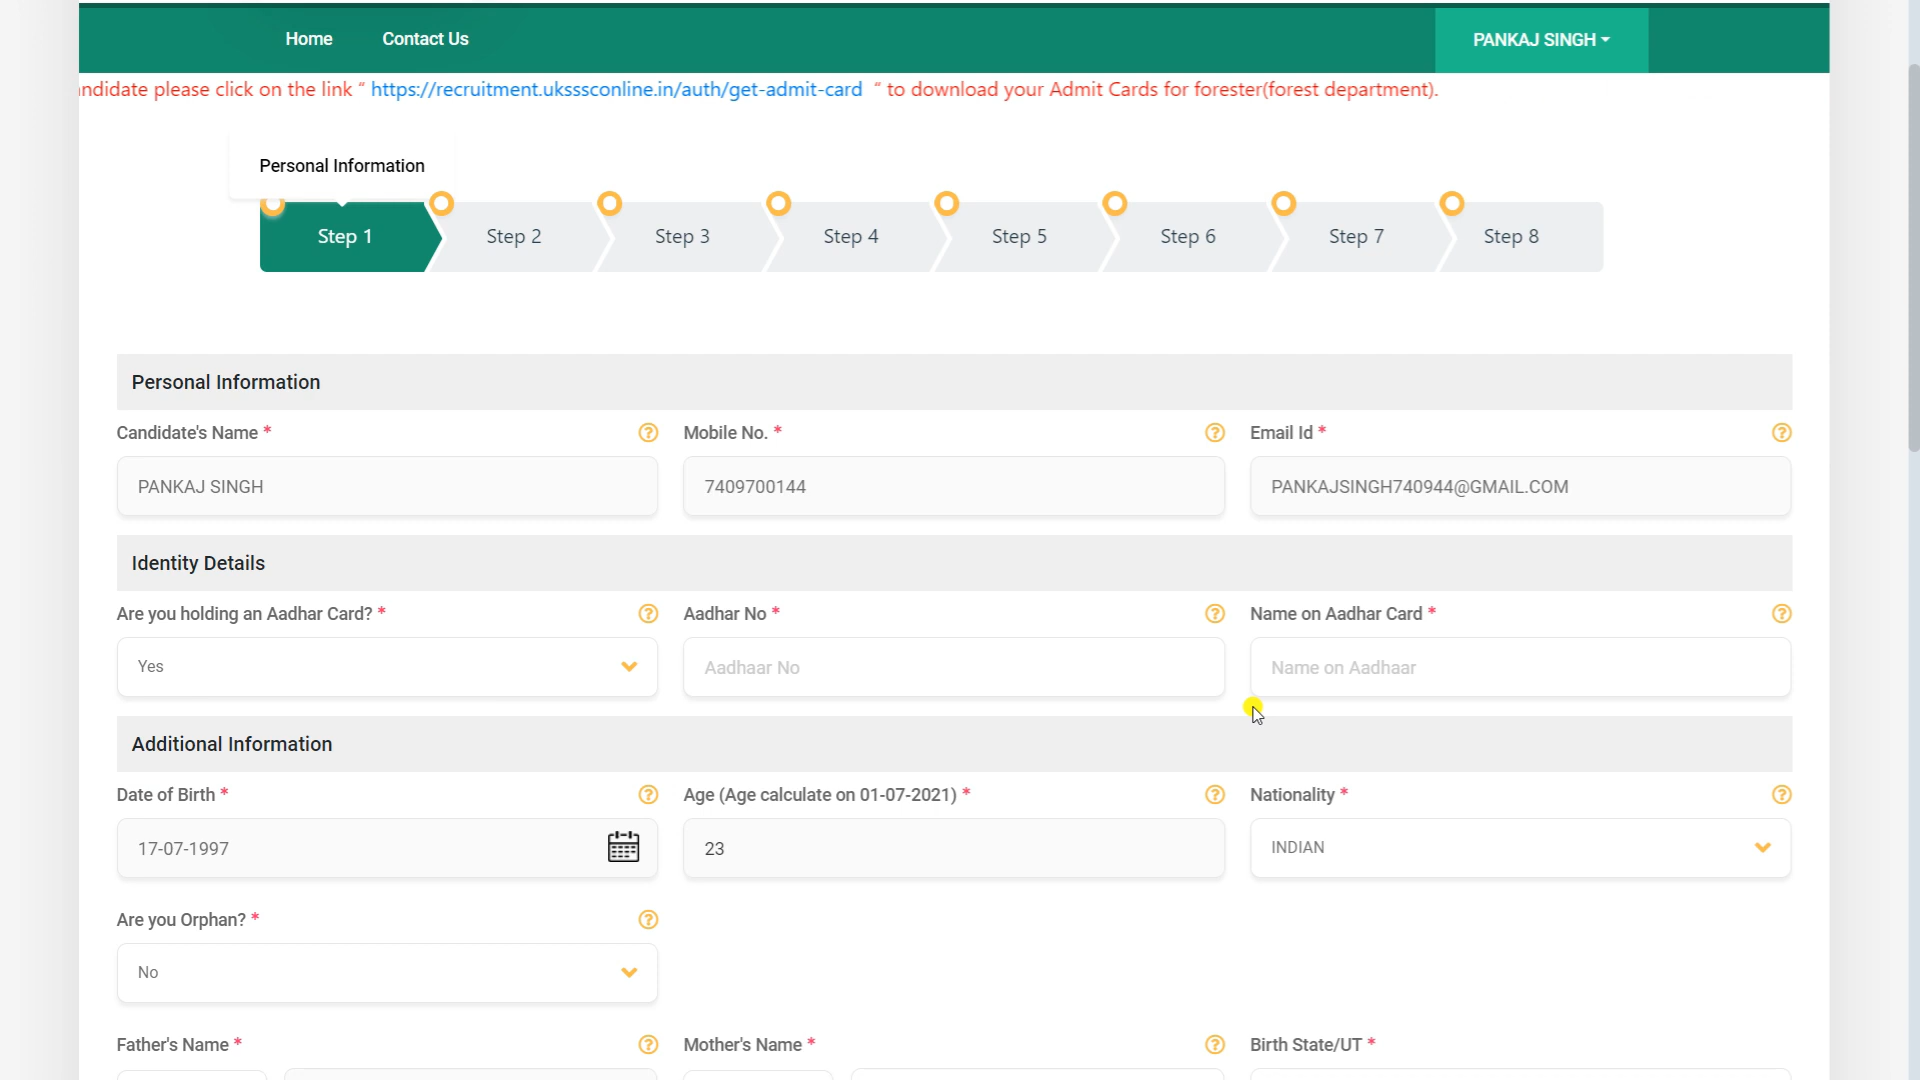 Home Contact Us PANKAJ SINGH
ndidate please click on the link “ https://recruitment.uksssconline.in/auth/get-admit-card “ to download your Admit Cards for forester(forest department).
Personal Information
Step 1 Step 2 Step 3 Step 4 Step 5 Step 6 Step 7 Step 8
Personal Information
Candidate's Name * Mobile No. * Email Id *
PANKAJ SINGH 7409700144 PANKAJSINGH740944@GMAIL.COM
Identity Details
Are you holding an Aadhar Card? * Aadhar No * Name on Aadhar Card *
Yes Aadhaar No Name on Aadhaar
Additional Information
Date of Birth * Age (Age calculate on 01-07-2021) * Nationality *
17-07-1997 23 INDIAN
Are you Orphan? *
No
Father's Name * Mother's Name * Birth State/UT *